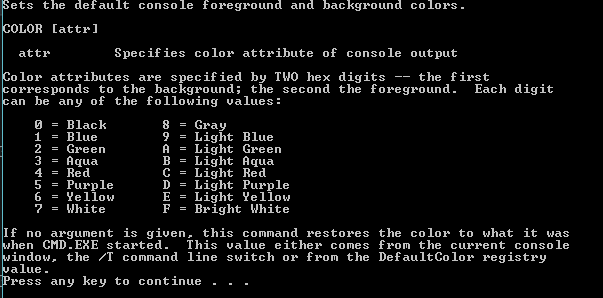 Sets the default console foreground and background colors.
COLOR [attr]
attr        Specifies color attribute of console output
Color attributes are specified by TWO hex digits -- the first
corresponds to the background; the second the foreground.  Each digit
can be any of the following values:
0 = Black       8 = Gray
1 = Blue        9 = Light Blue
2 = Green       A = Light Green
3 = Aqua        B = Light Aqua
4 = Red         C = Light Red
5 = Purple      D = Light Purple
6 = Yellow      E = Light Yellow
7 = White       F = Bright White
If no argument is given, this command restores the color to what it was
when CMD.EXE started.  This value either comes from the current console
window, the /T command line switch or from the DefaultColor registry
value.
Press any key to continue . . .